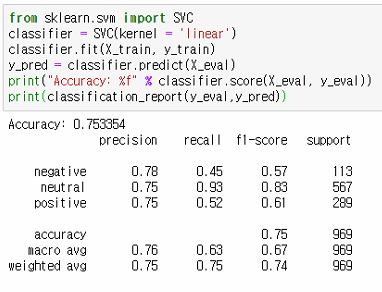 from sklearn.svm import SVC
classifier = SVC(kernel = 'linear')
classifier.fit(X_train, y_train)
y_pred = classifier.predict(X_eval)
print("Accuracy: %f" % classifier.score(X_eval, y_eval))
print(classification_report(y_eval,y_pred))
Accuracy: 0.753354
precision recall f1-score support
negative 0.78 0.45 0.57 113
neutral 0.75 0.93 0.83 567
positive 0.75 0.52 0.61 289
accuracy 0.75 969
macro avg 0.76 0.63 0.67 969
weighted avg 0.75 0.75 0.74 969